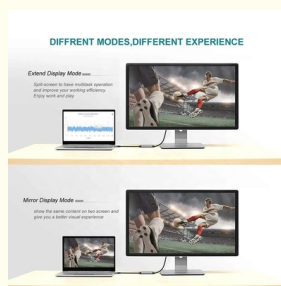 DIFFRENT MODES,DIFFERENT EXPERIENCE
Extend Display Mode
Split-screen to have multitask operation
and improve your working efficiency.
Enjoy work and play.
Mirror Display Mode
show the same content on two screen and
give you a better visual experience